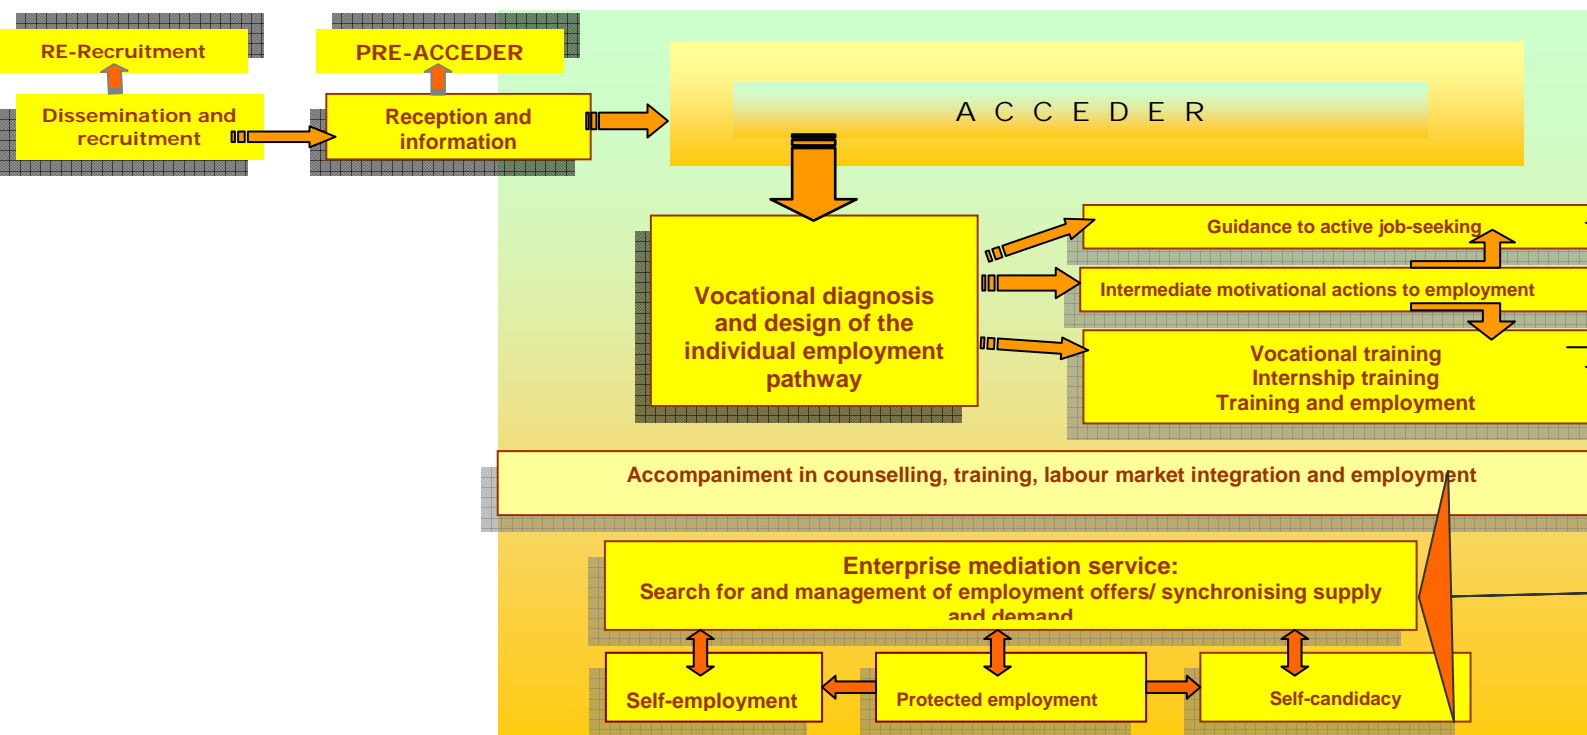 RE-Recruitment
PRE-ACCEDER
Dissemination and
recruitment
Reception and
information
A C C E D E R
Vocational diagnosis
and design of the
individual employment
pathway
Guidance to active job-seeking
Intermediate motivational actions to employment
Vocational training
Internship training
Training and employment
Accompaniment in counselling, training, labour market integration and employment
Enterprise mediation service:
Search for and management of employment offers/ synchronising supply
and demand
Self-employment
Protected employment
Self-candidacy